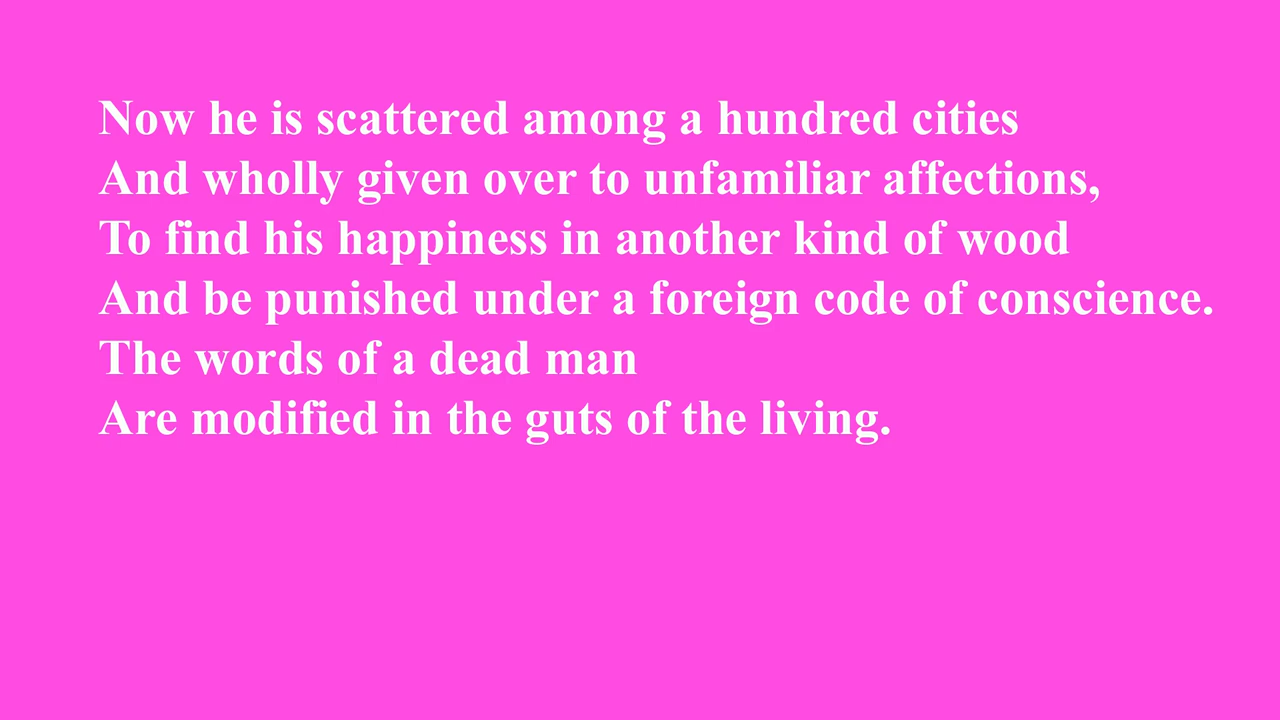 Now he is scattered among a hundred cities
And wholly given over to unfamiliar affections,
To find his happiness in another kind of wood
And be punished under a foreign code of conscience.
The words of a dead man
Are modified in the guts of the living.